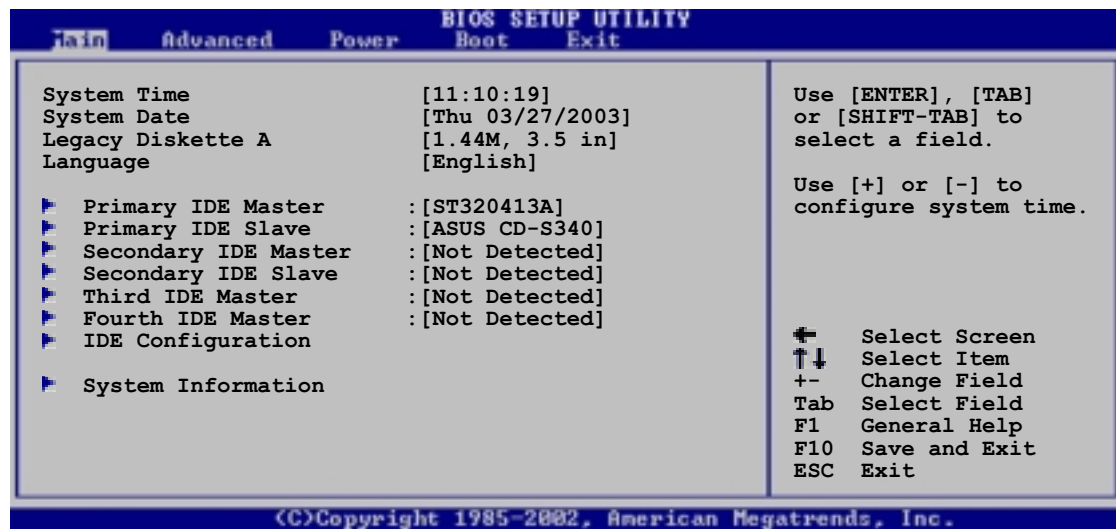 BIOS SETUP UTILITY
Main Advanced Power Boot Exit
System Time [11:10:19]
System Date [Thu 03/27/2003]
Legacy Diskette A [1.44M, 3.5 in]
Language [English]
Primary IDE Master :[ST320413A]
Primary IDE Slave :[ASUS CD-S340]
Secondary IDE Master :[Not Detected]
Secondary IDE Slave :[Not Detected]
Third IDE Master :[Not Detected]
Fourth IDE Master :[Not Detected]
IDE Configuration
System Information
Use [ENTER], [TAB]
or [SHIFT-TAB] to
select a field.
Use [+] or [-] to
configure system time.
← Select Screen
↑↓ Select Item
+- Change Field
Tab Select Field
F1 General Help
F10 Save and Exit
ESC Exit
(C)Copyright 1985-2002, American Megatrends, Inc.